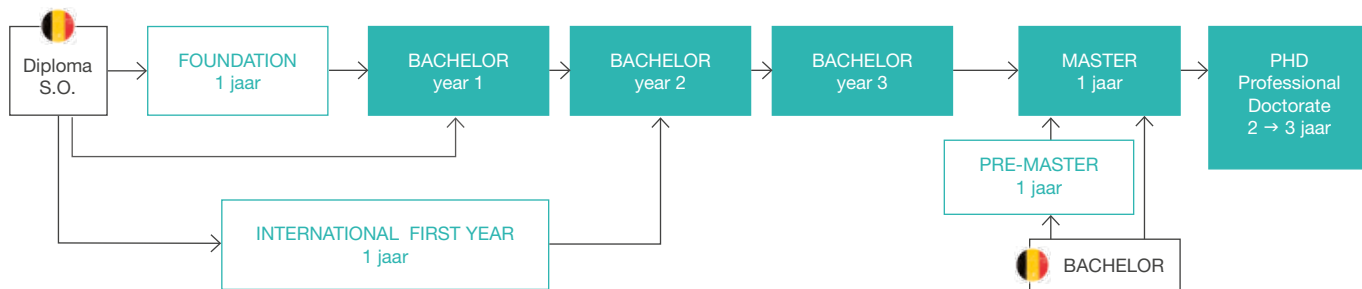 Diploma
S.O.
FOUNDATION
1 jaar
BACHELOR
year 1
BACHELOR
year 2
BACHELOR
year 3
MASTER
1 jaar
PHD
Professional
Doctorate
2 → 3 jaar
PRE-MASTER
1 jaar
INTERNATIONAL FIRST YEAR
1 jaar
BACHELOR